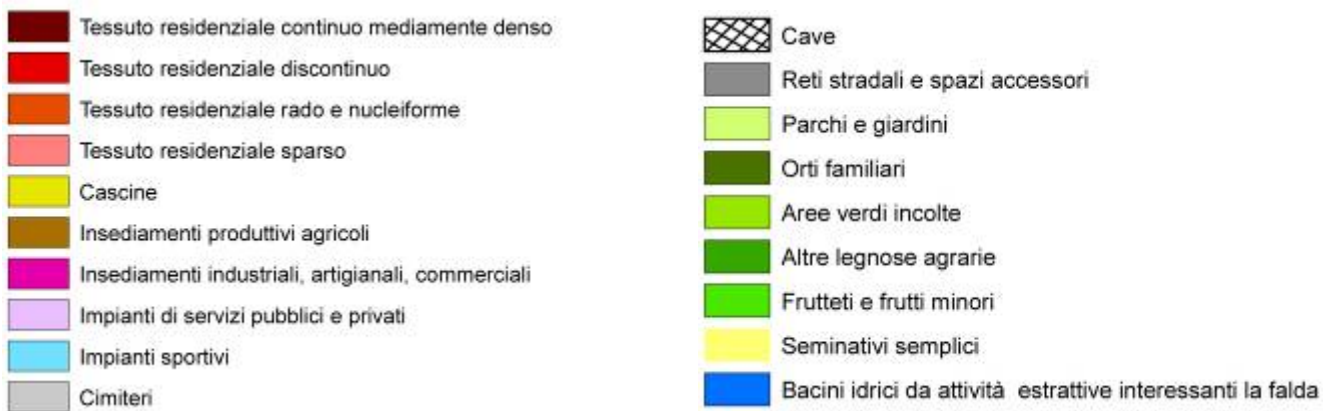 Tessuto residenziale continuo mediamente denso
Tessuto residenziale discontinuo
Tessuto residenziale rado e nucleiforme
Tessuto residenziale sparso
Cascine
Insediamenti produttivi agricoli
Insediamenti industriali, artigianali, commerciali
Impianti di servizi pubblici e privati
Impianti sportivi
Cimiteri
Cave
Reti stradali e spazi accessori
Parchi e giardini
Orti familiari
Aree verdi incolte
Altre legnose agrarie
Frutteti e frutti minori
Seminativi semplici
Bacini idrici da attività estrattive interessanti la falda